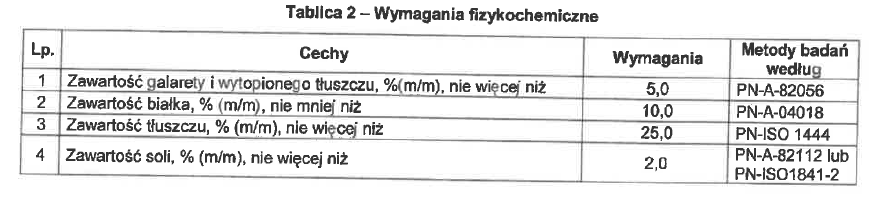 Tablica 2 – Wymagania fizykochemiczne
Lp. Cechy Wymagania Metody badań według
1 Zawartość galarety i wytopionego tłuszczu, %(m/m), nie więcej niż 5,0 PN-A-82056
2 Zawartość białka, % (m/m), nie mniej niż 10,0 PN-A-04018
3 Zawartość tłuszczu, % (m/m), nie więcej niż 25,0 PN-ISO 1444
4 Zawartość soli, % (m/m), nie więcej niż 2,0 PN-A-82112 lub
PN-ISO1841-2